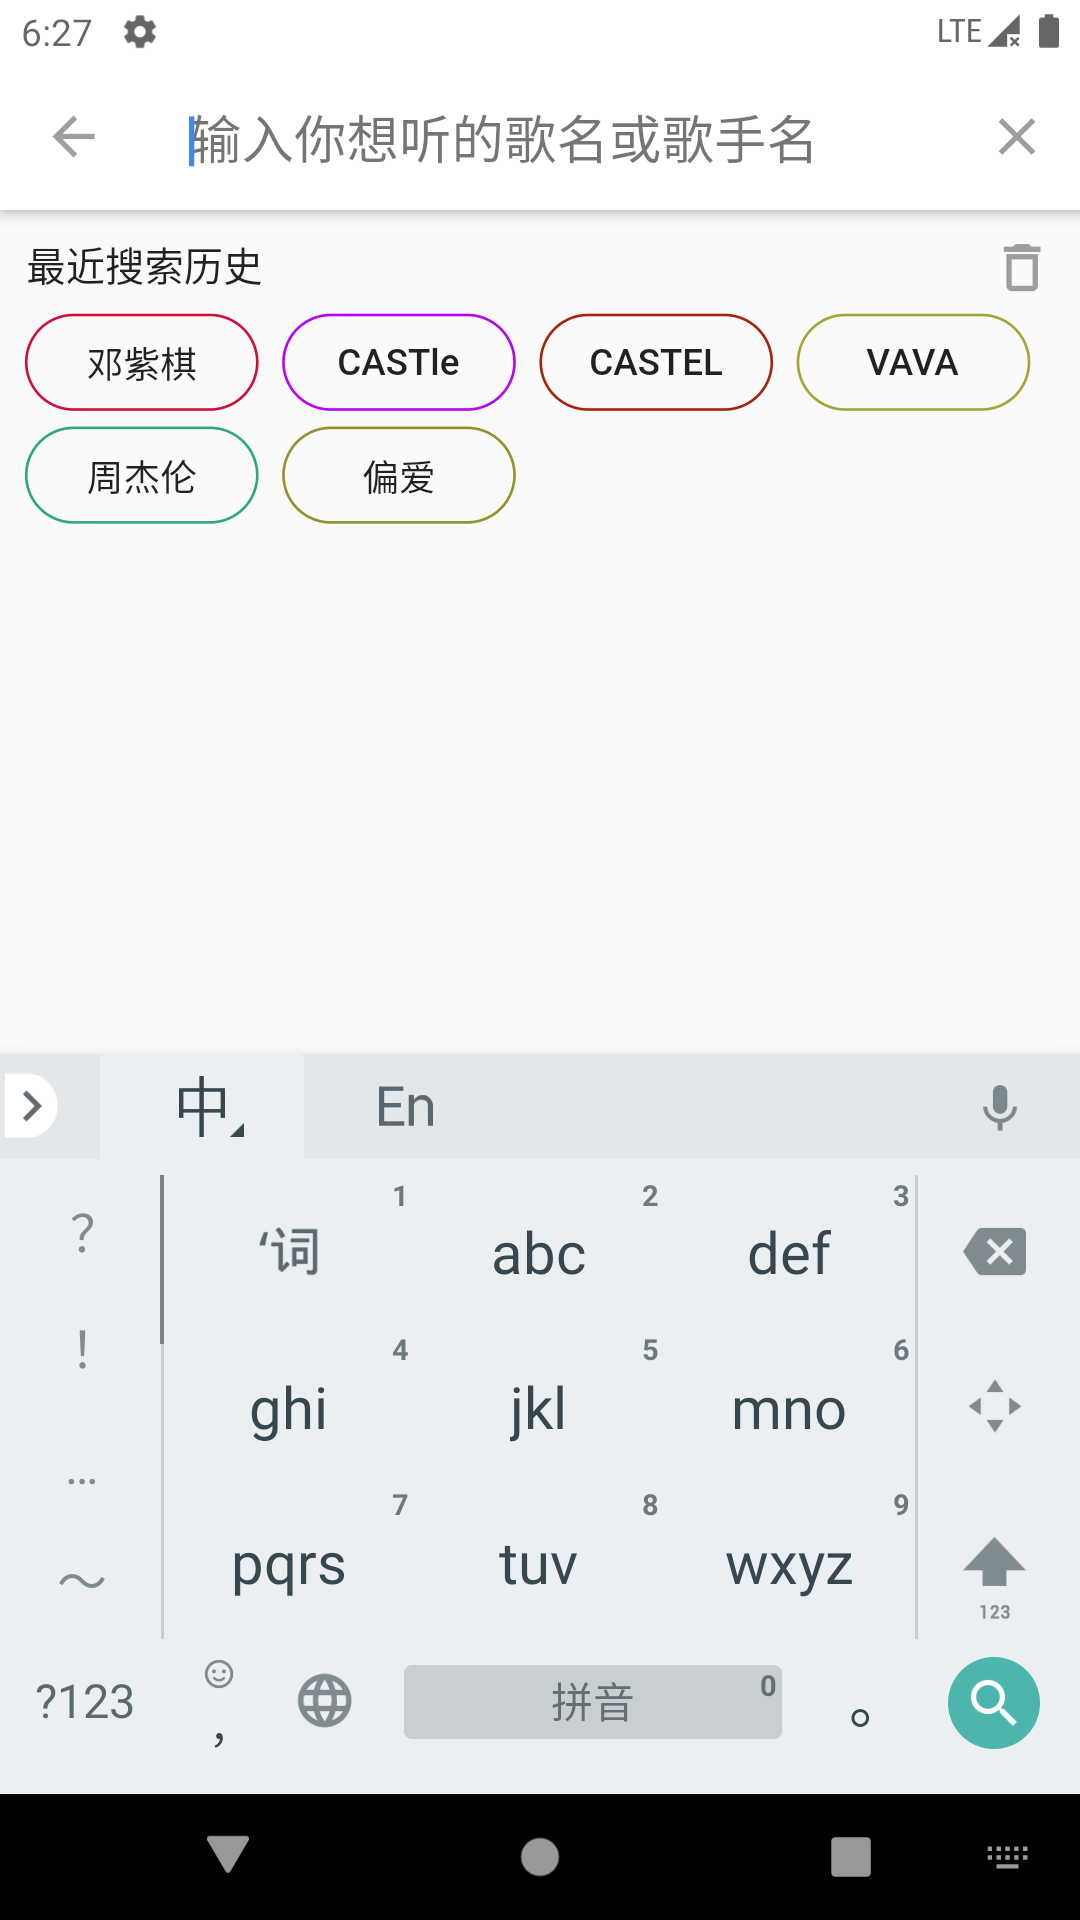 6:27 LTE
输入你想听的歌名或歌手名
最近搜索历史
邓紫棋 CASTle CASTEL VAVA
周杰伦 偏爱
中 En
? ‘词 1 abc 2 def 3
! ghi 4 jkl 5 mno 6
… pqrs 7 tuv 8 wxyz 9
～ 123
?123 , 拼音 0 。